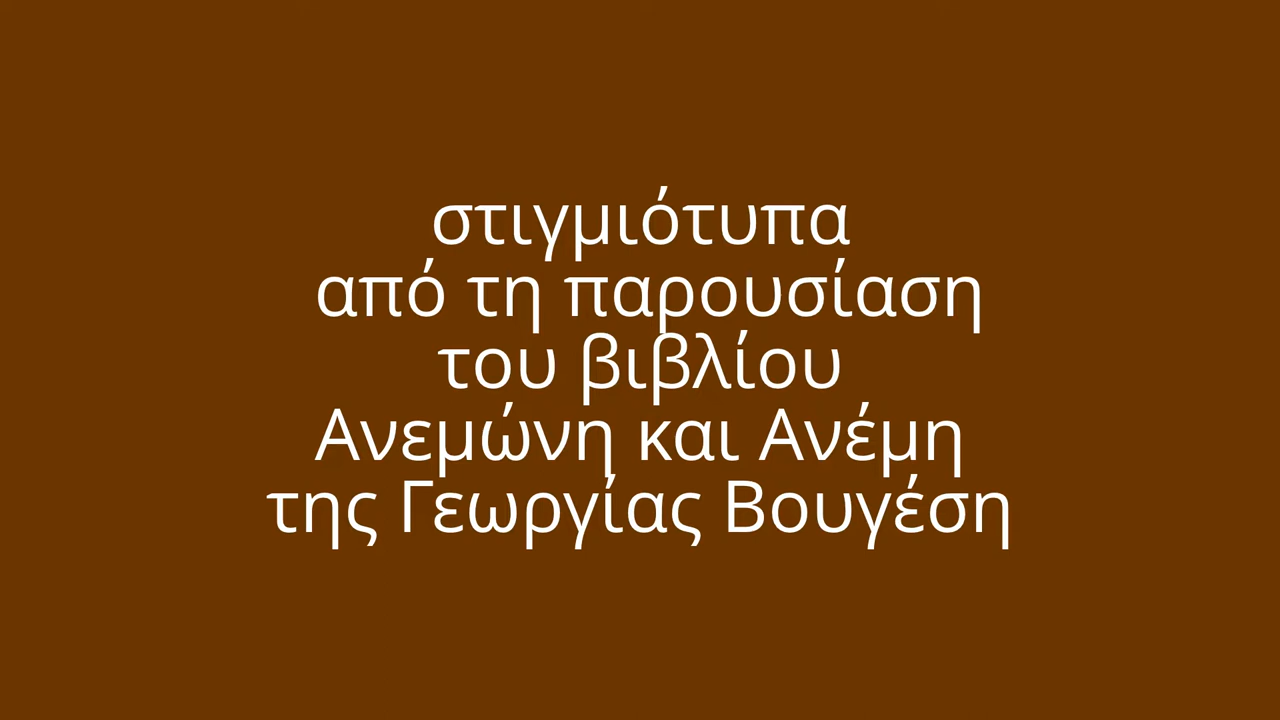 στιγμιότυπα
από τη παρουσίαση
του βιβλίου
Ανεμώνη και Ανέμη
της Γεωργίας Βουγέση